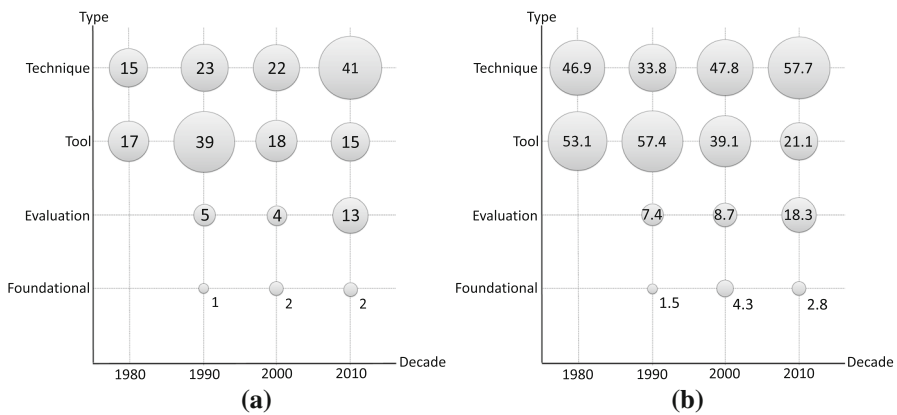 Type
Technique 15 23 22 41
Tool 17 39 18 15
Evaluation 5 4 13
Foundational 1 2 2
Decade
1980 1990 2000 2010
(a)
Type
Technique 46.9 33.8 47.8 57.7
Tool 53.1 57.4 39.1 21.1
Evaluation 7.4 8.7 18.3
Foundational 1.5 4.3 2.8
Decade
1980 1990 2000 2010
(b)